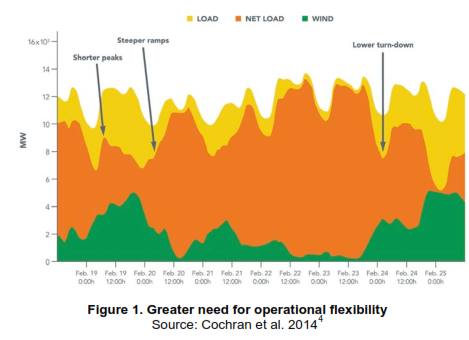 LOAD NET LOAD WIND
16x10³
14
12
10
8
6
4
2
0
MW
Shorter peaks
Steeper ramps
Lower turn-down
Feb. 19 Feb. 19 Feb. 20 Feb. 20 Feb. 21 Feb. 21 Feb. 22 Feb. 22 Feb. 23 Feb. 23 Feb. 24 Feb. 24 Feb. 25
0:00h 12:00h 0:00h 12:00h 0:00h 12:00h 0:00h 12:00h 0:00h 12:00h 0:00h 12:00h 0:00h
Figure 1. Greater need for operational flexibility
Source: Cochran et al. 2014⁴